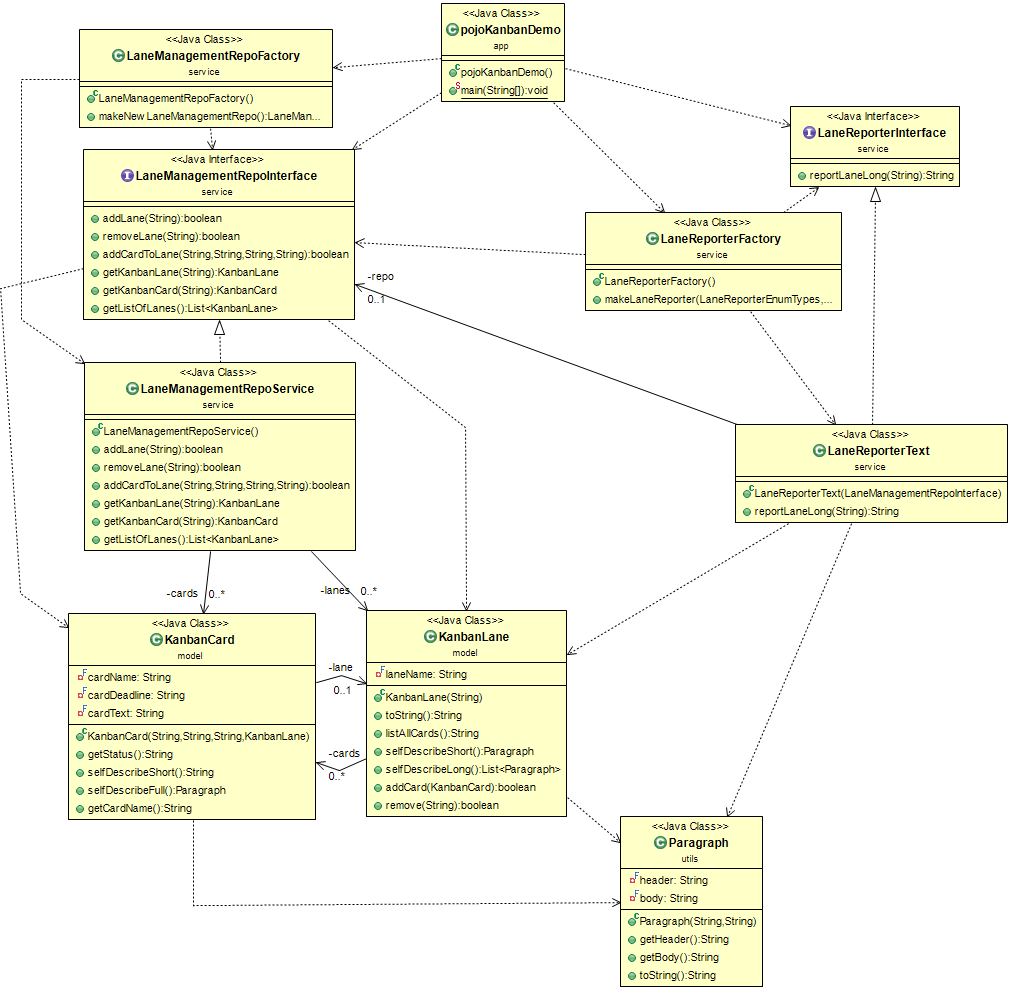 <<Java Class>>
pojoKanbanDemo
app
pojoKanbanDemo()
main(String[]):void
<<Java Class>>
LaneManagementRepoFactory
service
LaneManagementRepoFactory()
makeNew LaneManagementRepo():LaneMan...
<<Java Interface>>
LaneReporterInterface
service
reportLaneLong(String):String
<<Java Interface>>
LaneManagementRepoInterface
service
addLane(String):boolean
removeLane(String):boolean
addCardToLane(String,String,String,String):boolean
getKanbanLane(String):KanbanLane
getKanbanCard(String):KanbanCard
getListOfLanes():List<KanbanLane>
<<Java Class>>
LaneReporterFactory
service
LaneReporterFactory()
makeLaneReporter(LaneReporterEnumTypes,...
-repo
0..1
<<Java Class>>
LaneManagementRepoService
service
LaneManagementRepoService()
addLane(String):boolean
removeLane(String):boolean
addCardToLane(String,String,String,String):boolean
getKanbanLane(String):KanbanLane
getKanbanCard(String):KanbanCard
getListOfLanes():List<KanbanLane>
<<Java Class>>
LaneReporterText
service
LaneReporterText(LaneManagementRepoInterface)
reportLaneLong(String):String
-cards
0..*
-lanes
0..*
<<Java Class>>
KanbanCard
model
cardName: String
cardDeadline: String
cardText: String
KanbanCard(String,String,String,KanbanLane)
getStatus():String
selfDescribeShort():String
selfDescribeFull():Paragraph
getCardName():String
-lane
0..1
-cards
0..*
<<Java Class>>
KanbanLane
model
laneName: String
KanbanLane(String)
toString():String
listAllCards():String
selfDescribeShort():Paragraph
selfDescribeLong():List<Paragraph>
addCard(KanbanCard):boolean
remove(String):boolean
<<Java Class>>
Paragraph
utils
header: String
body: String
Paragraph(String,String)
getHeader():String
getBody():String
toString():String